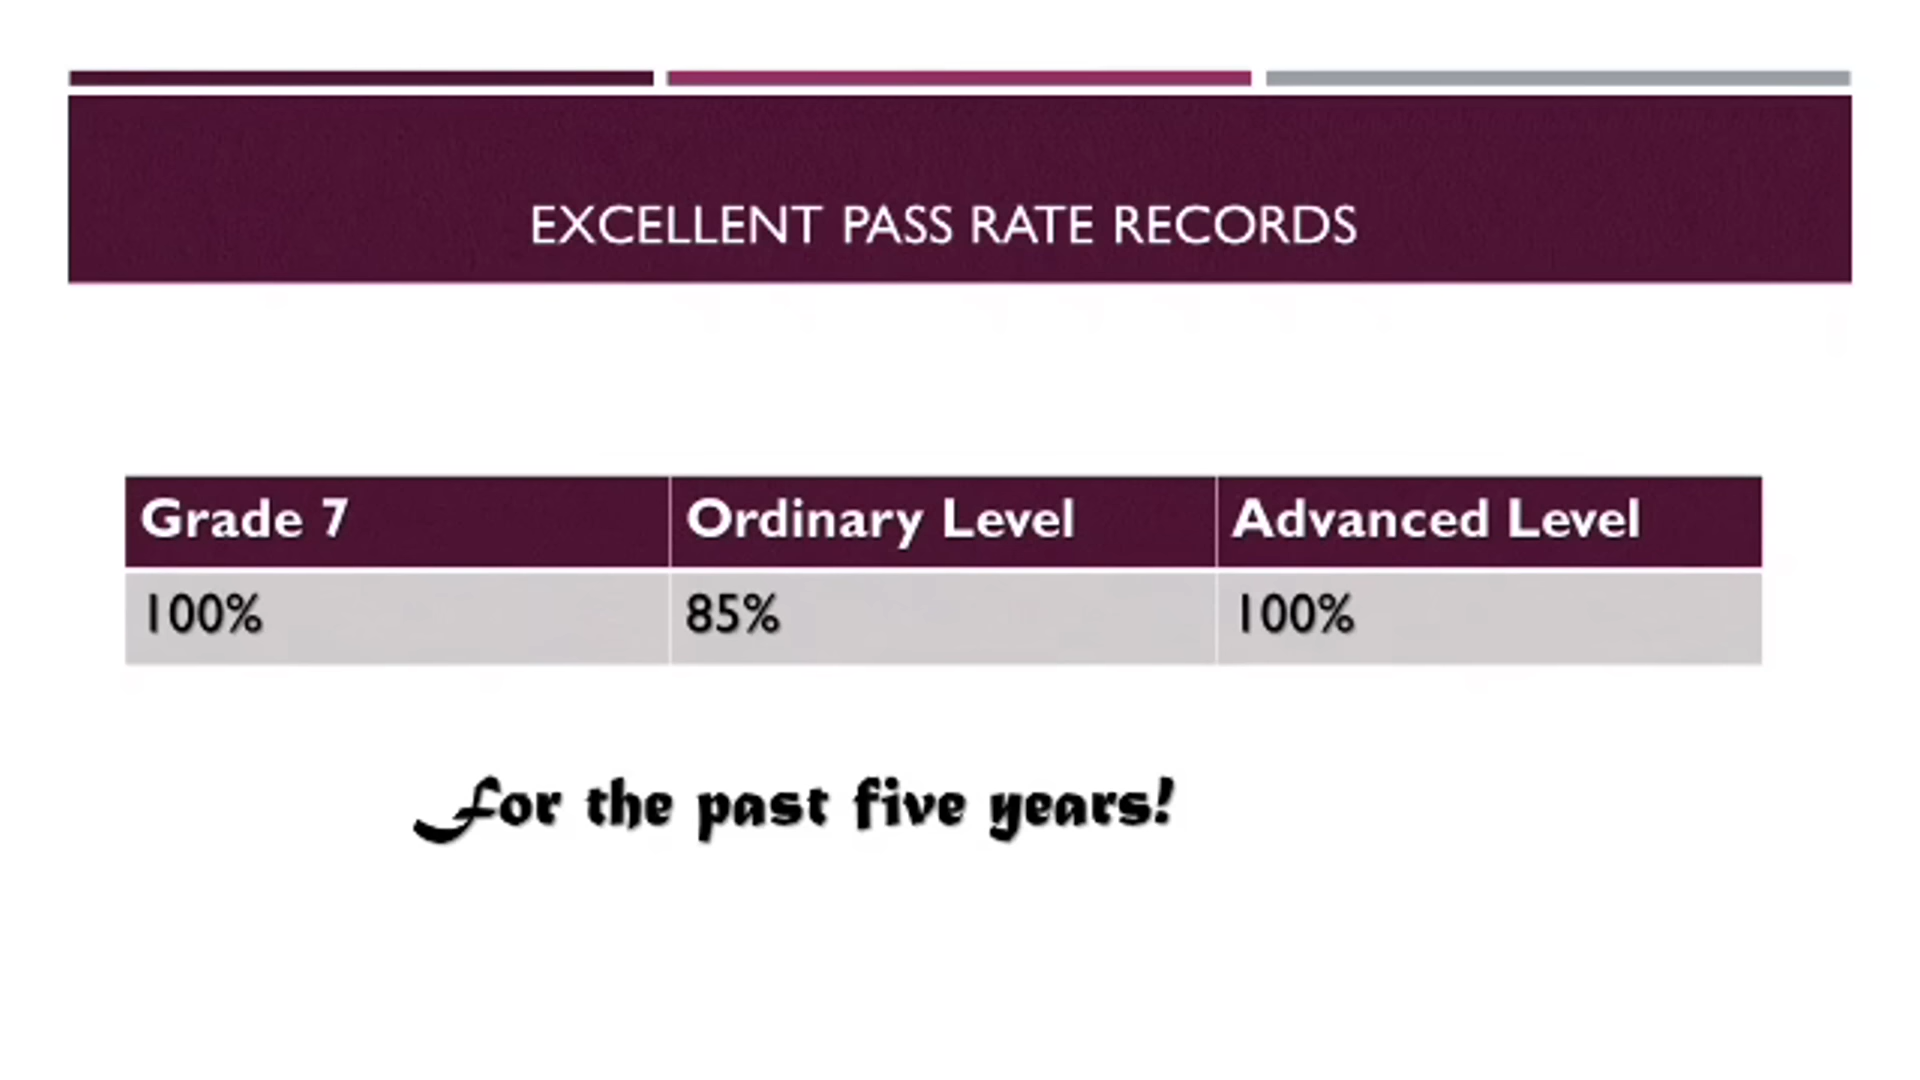 EXCELLENT PASS RATE RECORDS
Grade 7 Ordinary Level Advanced Level
100% 85% 100%
For the past five years!